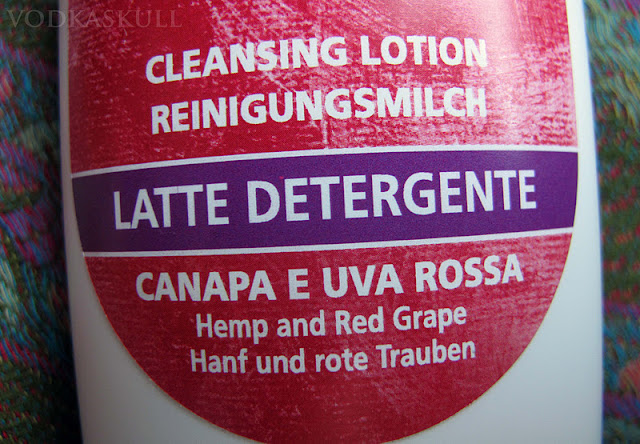 VODKASKULL
CLEANSING LOTION
REINIGUNGSMILCH
LATTE DETERGENTE
CANAPA E UVA ROSSA
Hemp and Red Grape
Hanf und rote Trauben